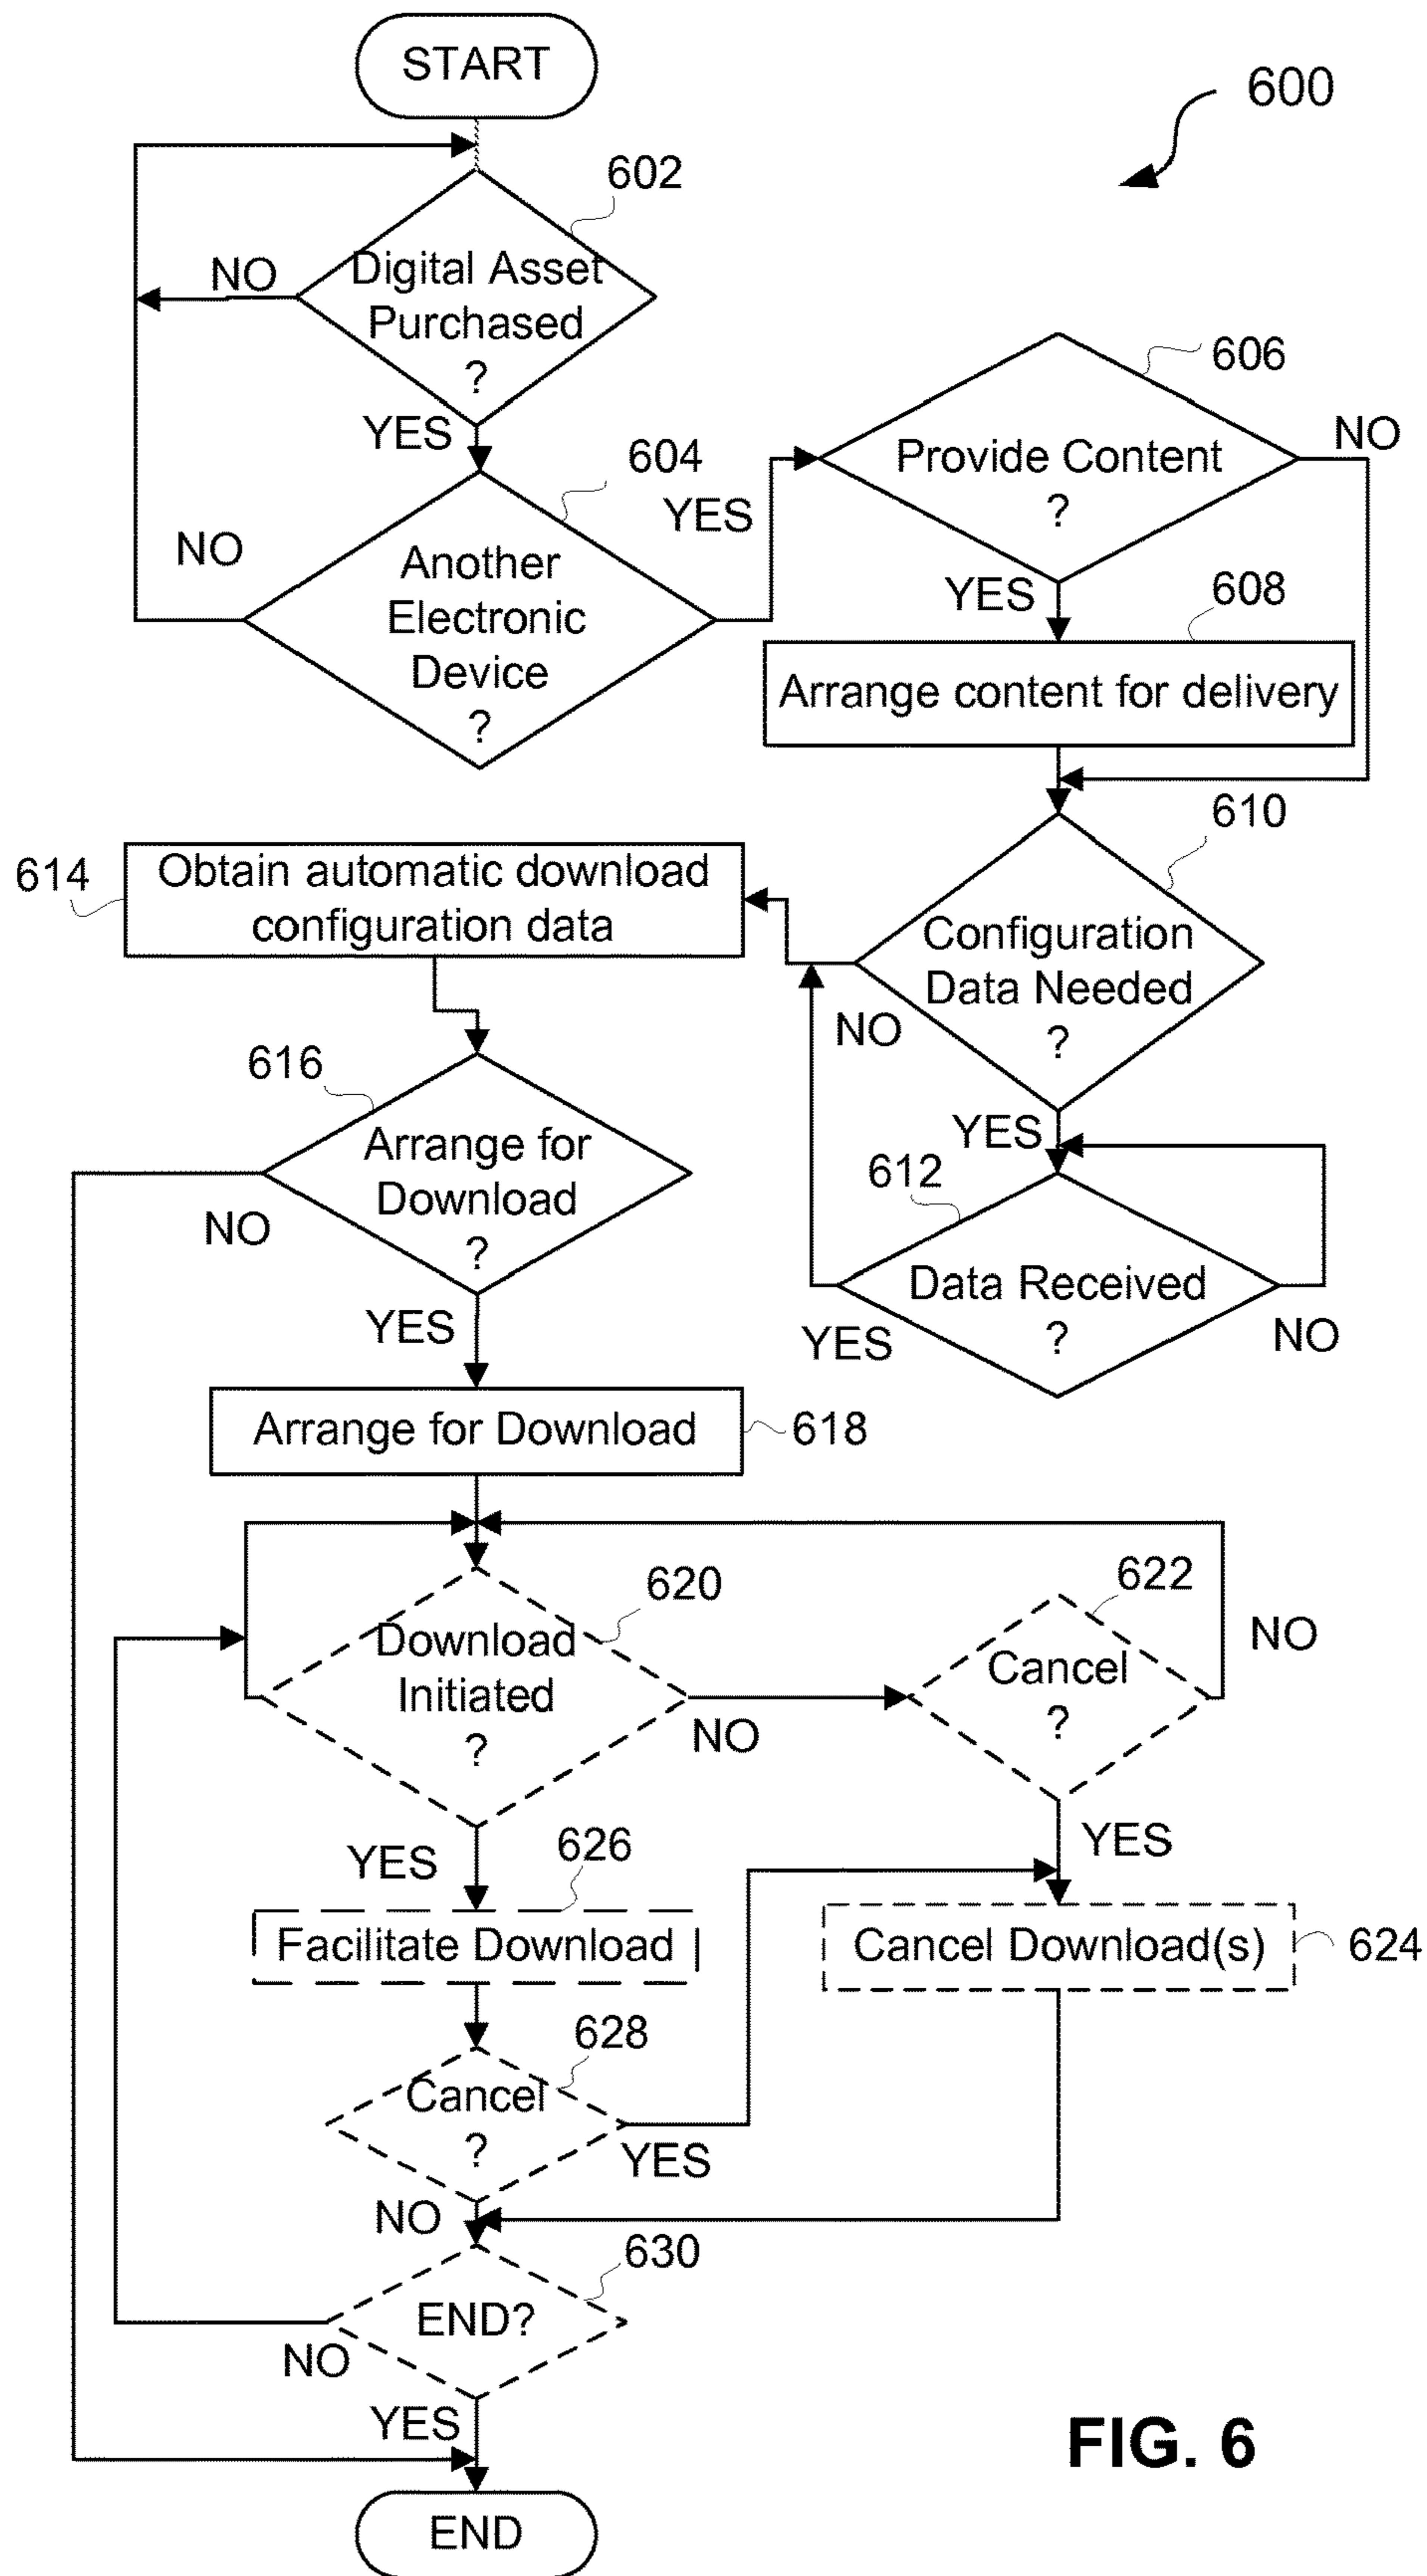 START
600
602
Digital Asset
Purchased
?
NO
YES
604
Another
Electronic
Device
?
NO
YES
606
Provide Content
?
NO
YES
608
Arrange content for delivery
610
Configuration
Data Needed
?
NO
YES
612
Data Received
?
YES
NO
614
Obtain automatic download
configuration data
616
Arrange for
Download
?
NO
YES
Arrange for Download
618
620
Download
Initiated
?
NO
YES
622
Cancel
?
NO
YES
626
Facilitate Download
Cancel Download(s)
624
628
Cancel
?
YES
NO
630
END?
NO
YES
END
FIG. 6